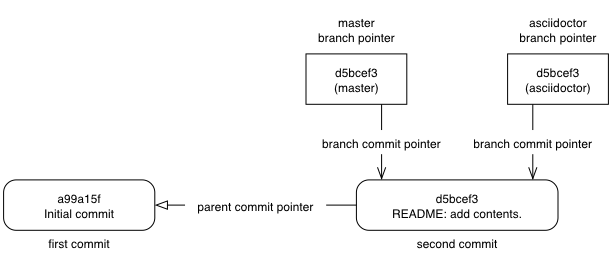 master
branch pointer
asciidoctor
branch pointer
d5bcef3
(master)
d5bcef3
(asciidoctor)
branch commit pointer
branch commit pointer
a99a15f
Initial commit
parent commit pointer
d5bcef3
README: add contents.
first commit
second commit